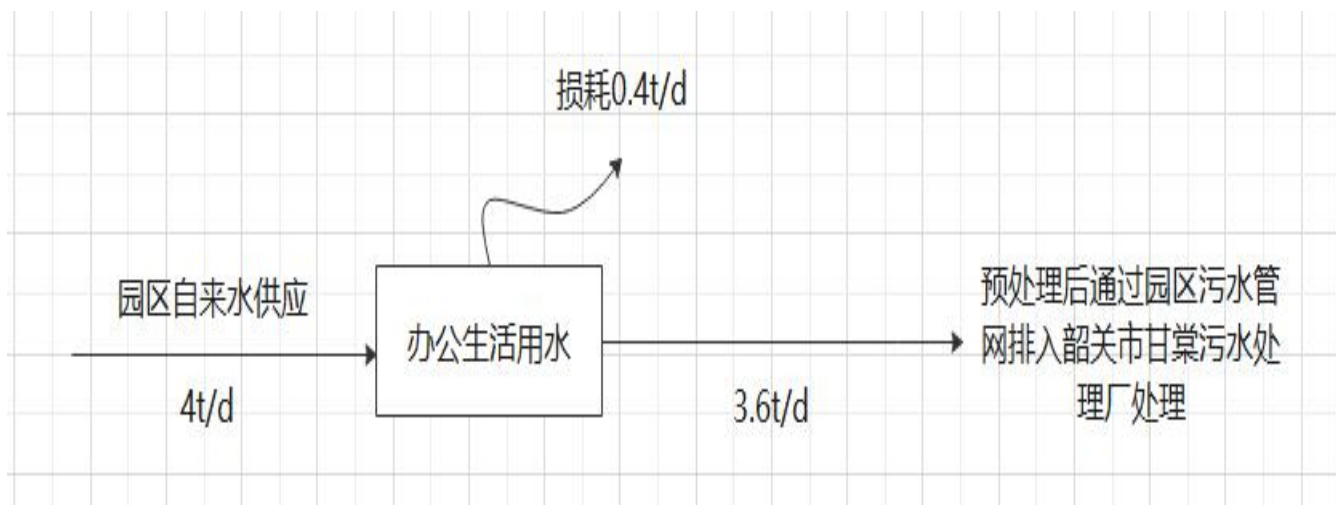 损耗0.4t/d
园区自来水供应
4t/d
办公生活用水
3.6t/d
预处理后通过园区污水管
网排入韶关市甘棠污水处
理厂处理